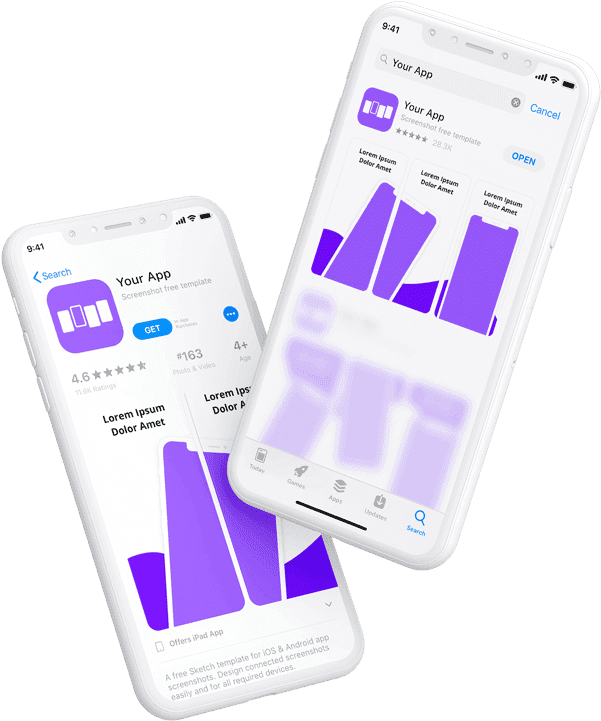 9:41
Search
Your App
Screenshot free template
GET
In-App
Purchases
4.6 ★★★★★
11.6K Ratings
#163
Photo & Video
4+
Age
Lorem Ipsum
Dolor Amet
Lorem Ipsum
Dolor A
Offers iPad App
A free Sketch template for iOS & Android app
screenshots. Design connected screenshots
easily and for all required devices.
9:41
Your App
Cancel
Your App
Screenshot free template
★★★★★ 28.3K
OPEN
Lorem Ipsum
Dolor Amet
Lorem Ipsum
Dolor Amet
Lorem Ipsum
Dolor Amet
Today
Games
Apps
Updates
Search